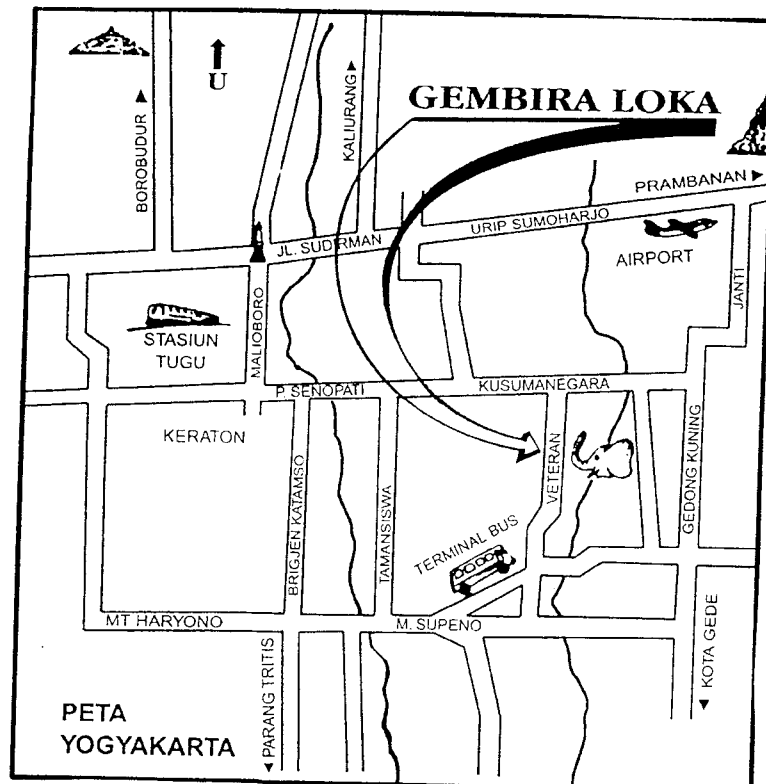 U
BOROBUDUR
KALIURANG
GEMBIRA LOKA
PRAMBANAN
JL. SUDIRMAN
URIP SUMOHARJO
AIRPORT
JANTI
STASIUN
TUGU
MALIOBORO
P. SENOPATI
KUSUMANEGARA
KERATON
BRIGJEN KATAMSO
TAMANSISWA
VETERAN
GEDONG KUNING
TERMINAL BUS
MT HARYONO
M. SUPENO
PARANG TRITIS
KOTA GEDE
PETA
YOGYAKARTA